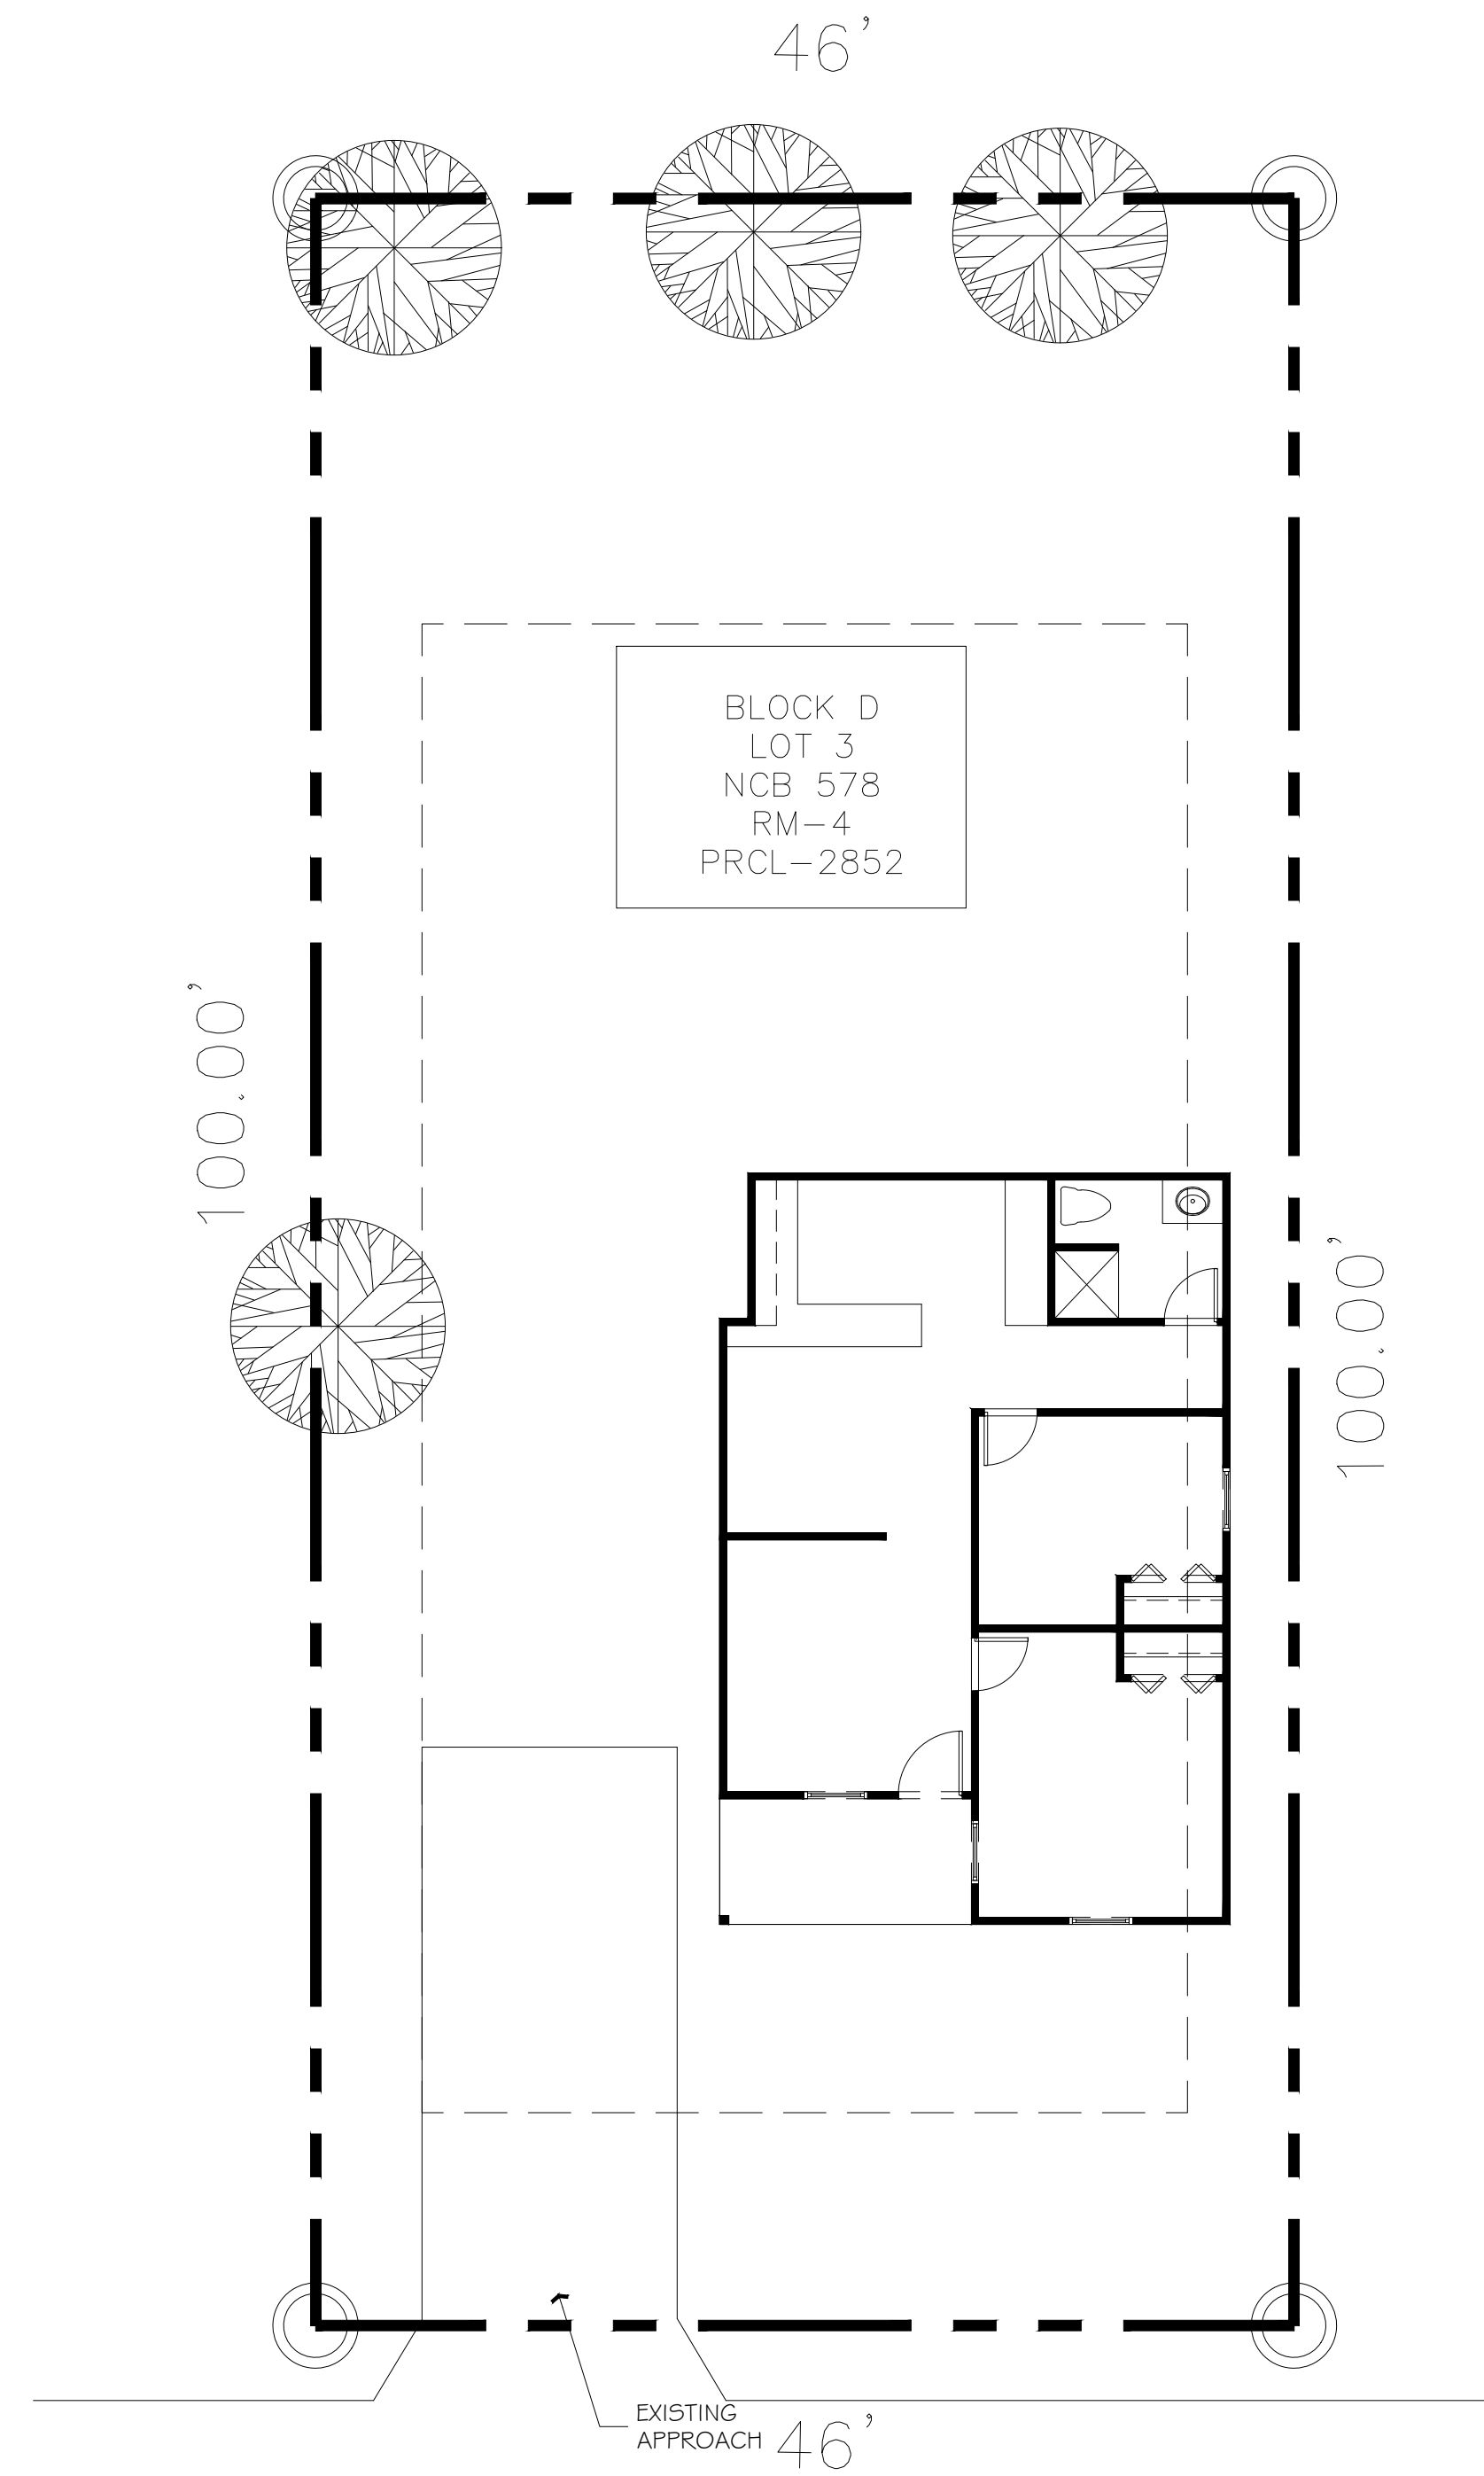 46'
BLOCK D
LOT 3
NCB 578
RM-4
PRCL-2852
100.00'
100.00'
EXISTING
APPROACH
46'